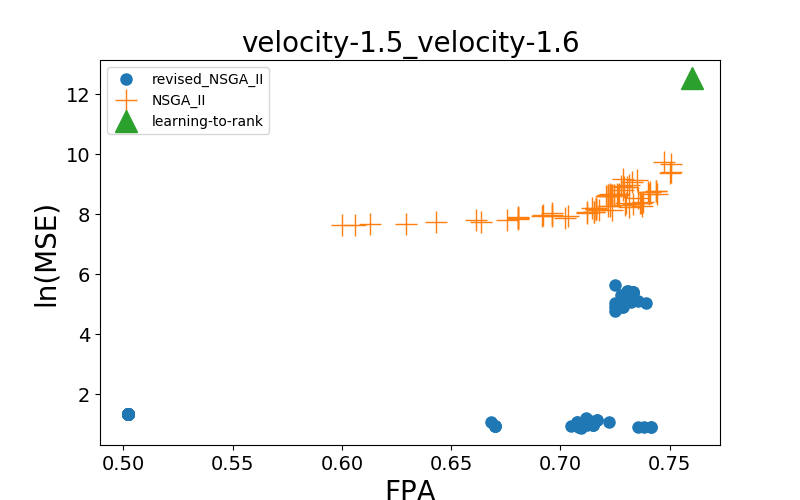 velocity-1.5_velocity-1.6
revised_NSGA_II
NSGA_II
learning-to-rank
ln(MSE)
12
10
8
6
4
2
0.50 0.55 0.60 0.65 0.70 0.75
FPA